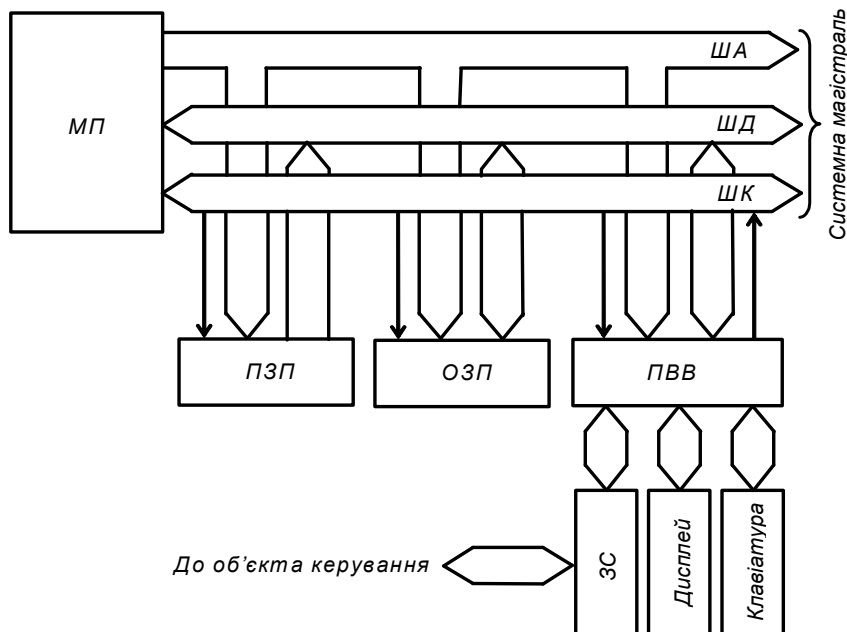 ША
МП
ШД
ШК
Системна магістраль
ПЗП
ОЗП
ПВВ
До об’єкта керування
ЗС
Дисплей
Клавіатура